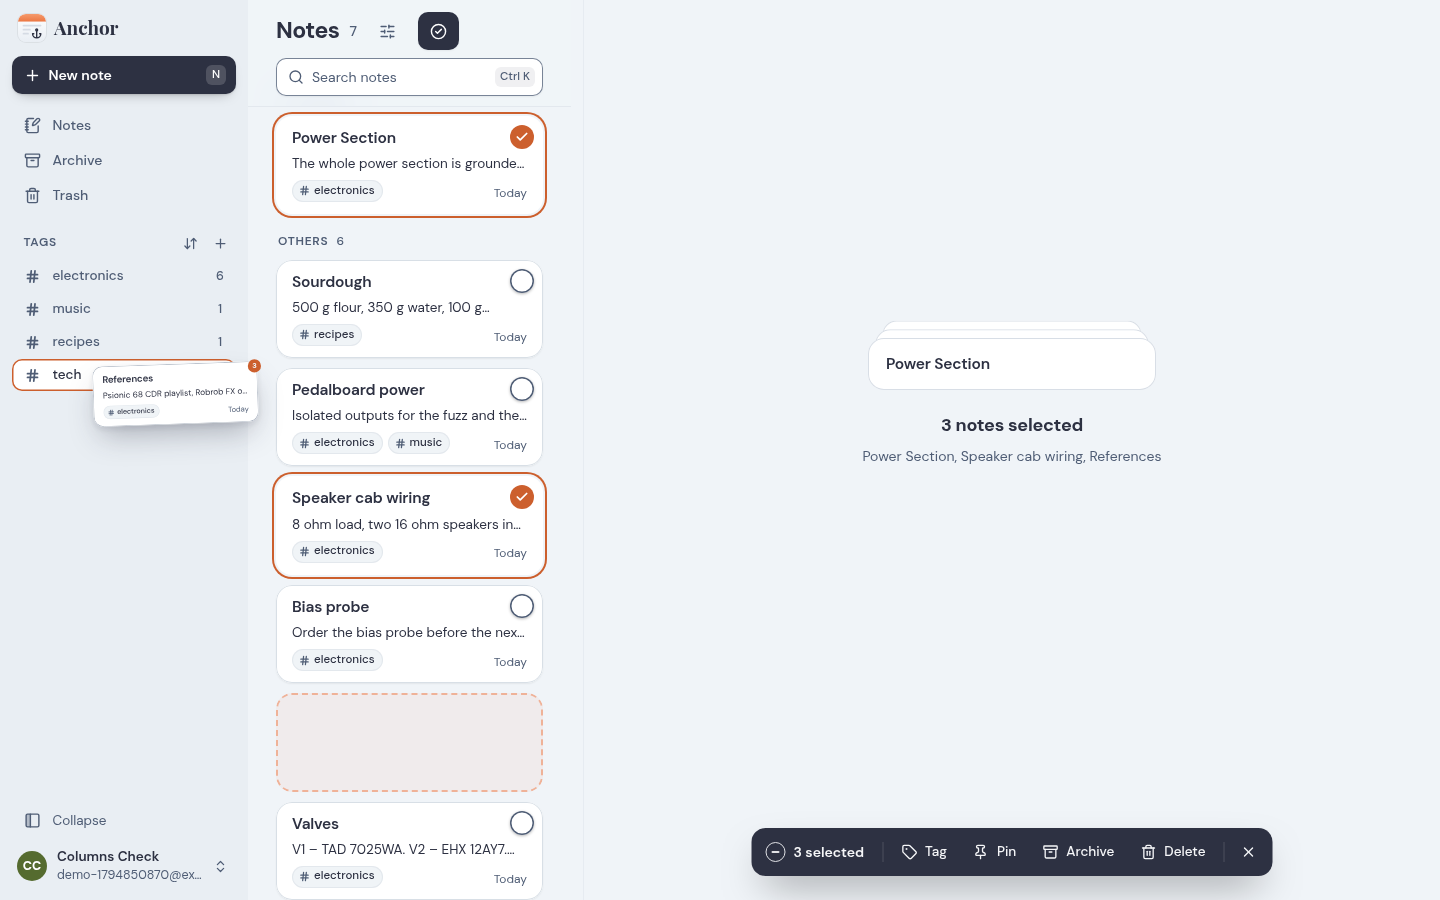 Anchor
New note N
Notes
Archive
Trash
TAGS
electronics 6
music 1
recipes 1
tech
References 3
Psionic 68 CDR playlist, Robrob FX o...
# electronics Today
Collapse
CC
Columns Check
demo-1794850870@ex...
Notes 7
Search notes Ctrl K
Power Section
The whole power section is grounde...
# electronics Today
OTHERS 6
Sourdough
500 g flour, 350 g water, 100 g...
# recipes Today
Pedalboard power
Isolated outputs for the fuzz and the...
# electronics # music Today
Speaker cab wiring
8 ohm load, two 16 ohm speakers in...
# electronics Today
Bias probe
Order the bias probe before the nex...
# electronics Today
Valves
V1 – TAD 7025WA. V2 – EHX 12AY7....
# electronics Today
Power Section
3 notes selected
Power Section, Speaker cab wiring, References
3 selected Tag Pin Archive Delete